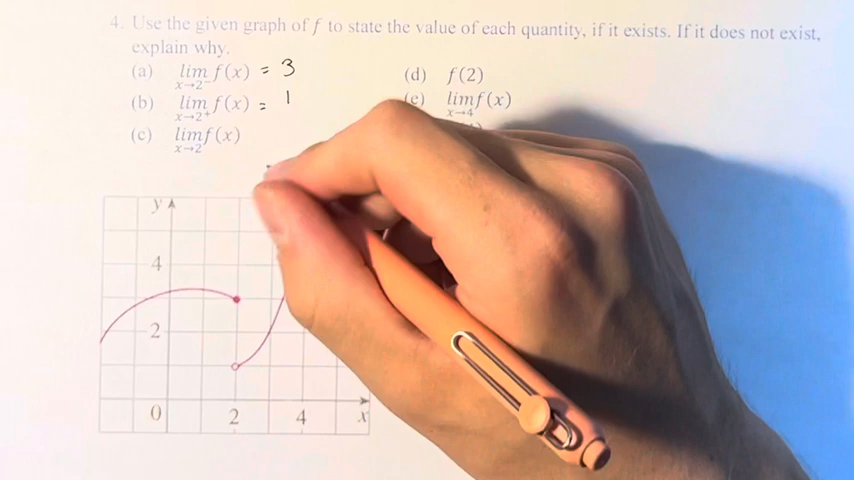 4. Use the given graph of f to state the value of each quantity, if it exists. If it does not exist,
explain why.
(a) lim f(x) = 3
x→2⁻
(b) lim f(x) = 1
x→2⁺
(c) lim f(x)
x→2
(d) f(2)
(e) lim f(x)
x→4
y
4
2
0
2
4
x